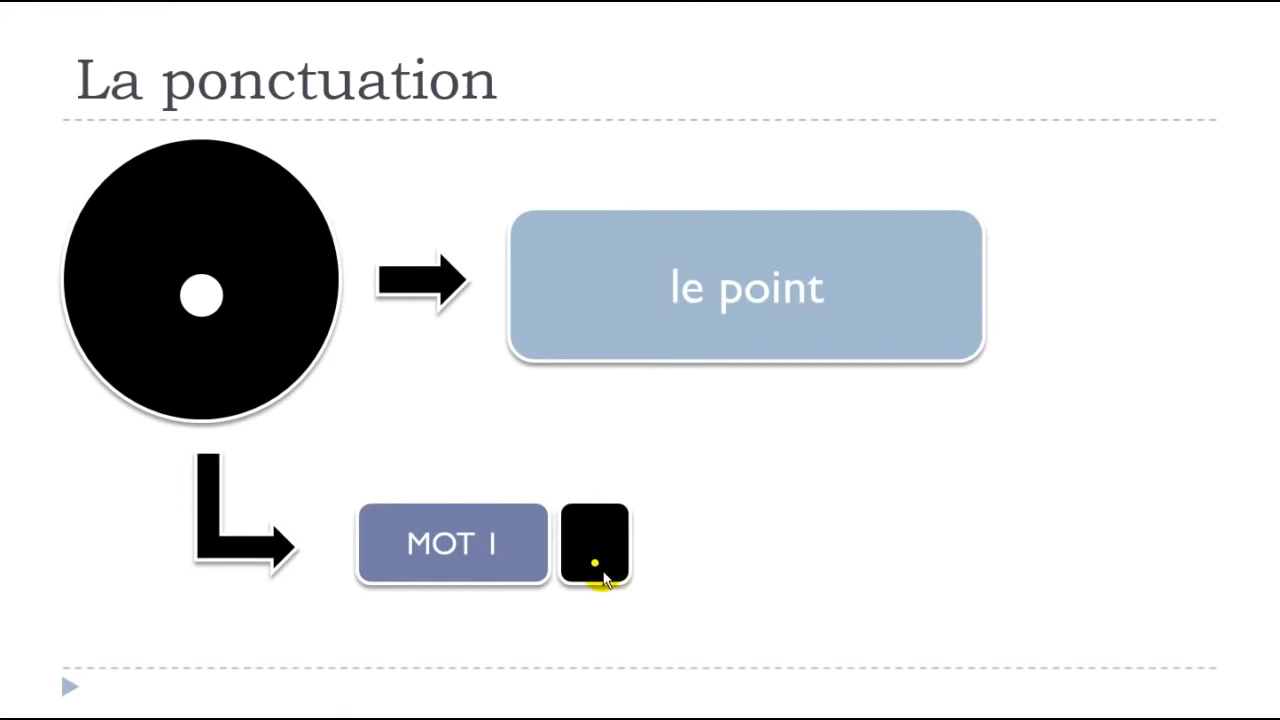 La ponctuation
.
le point
MOT 1
.